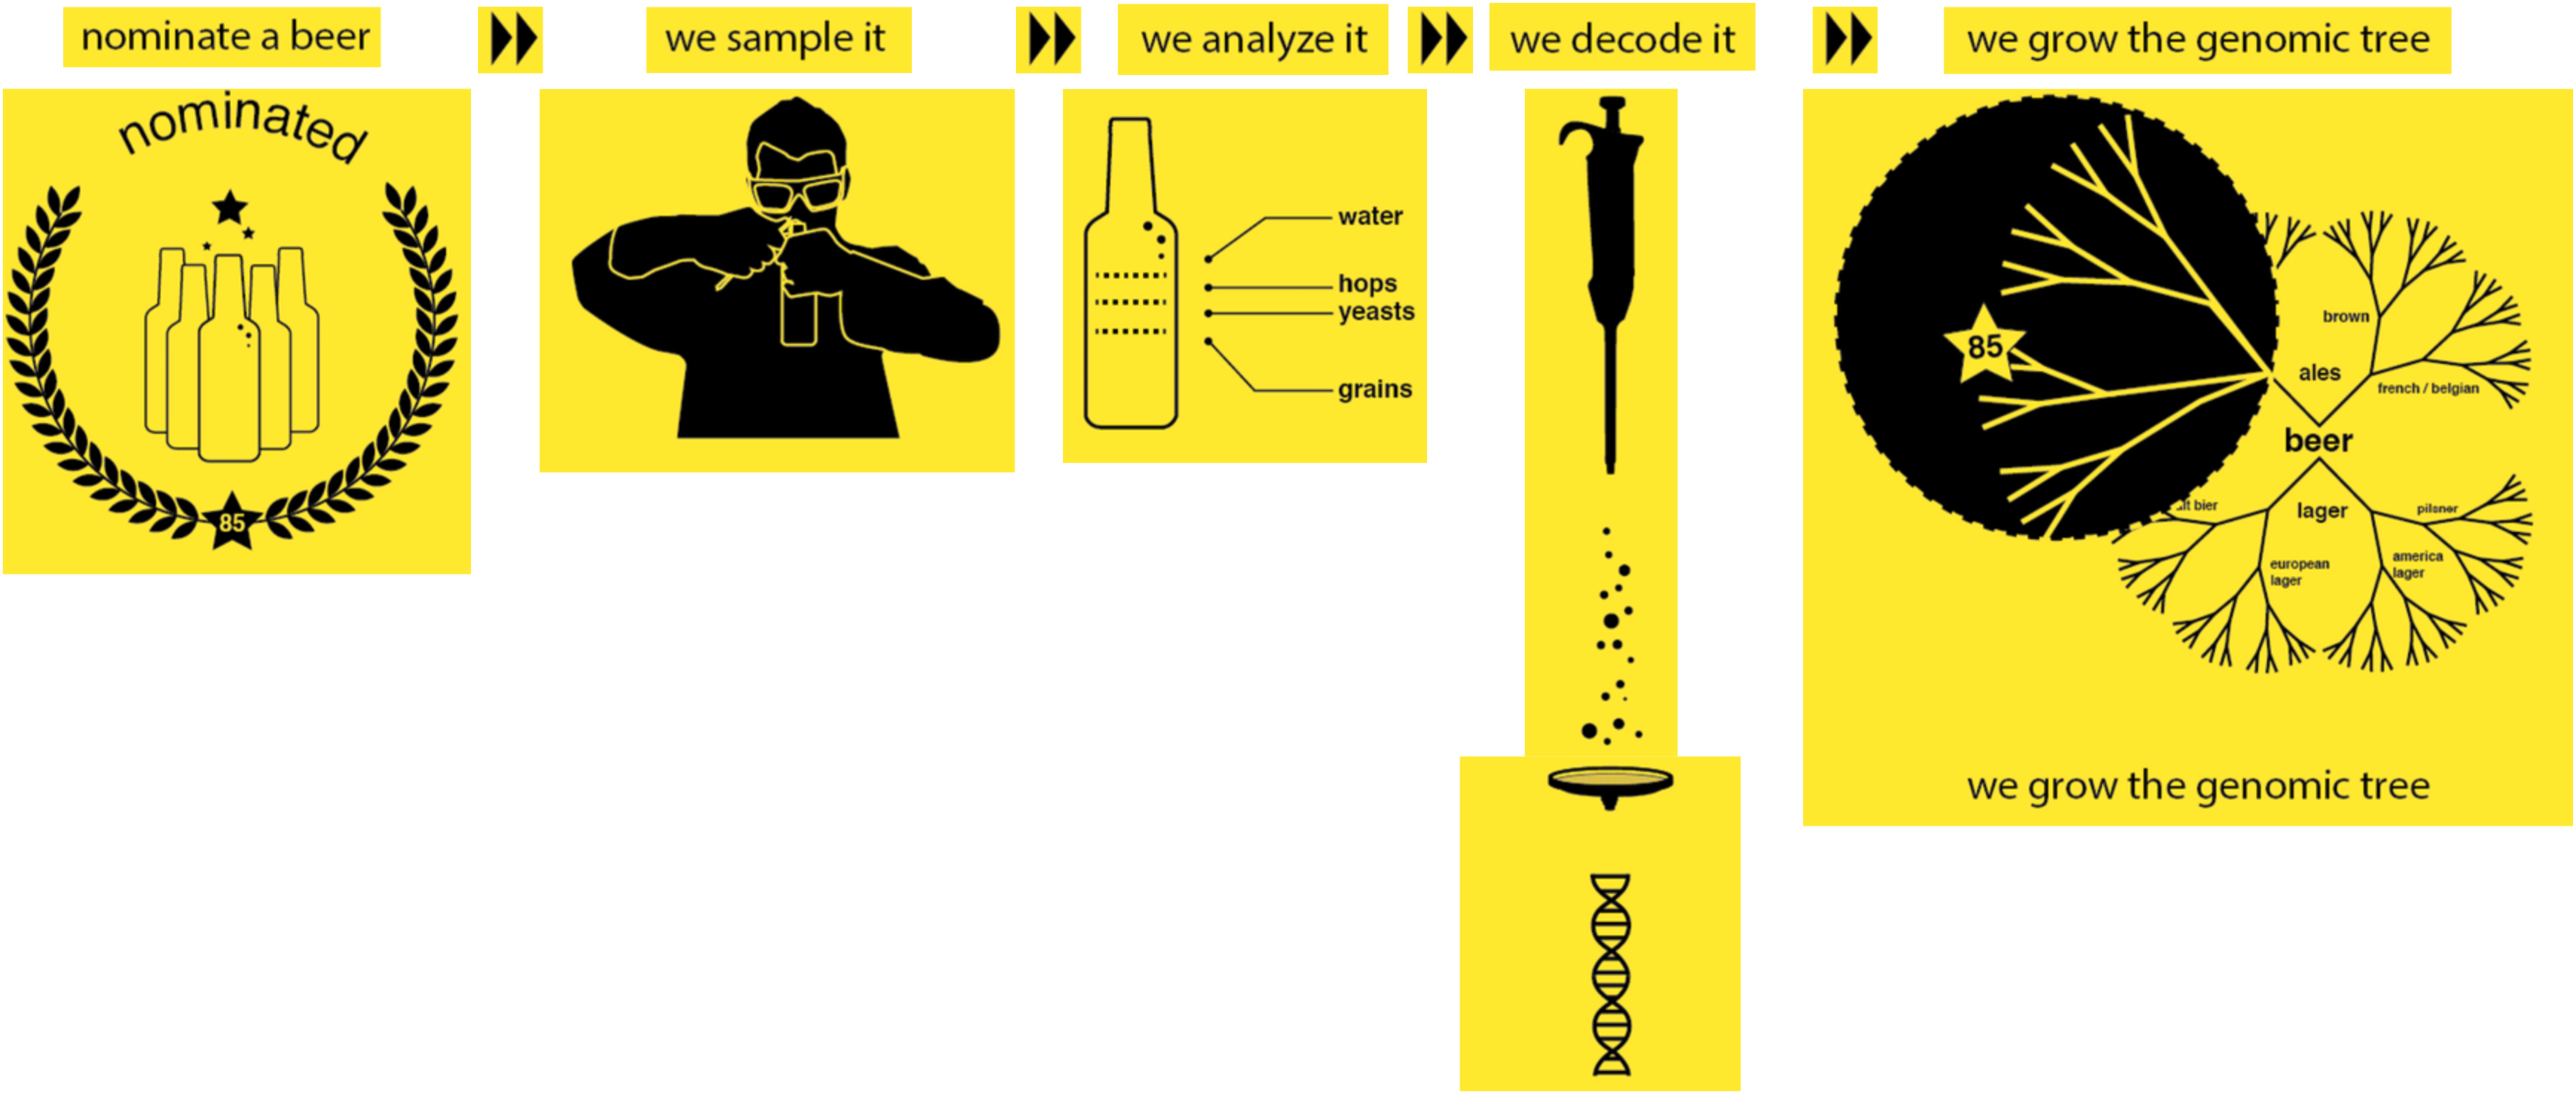 nominate a beer
we sample it
we analyze it
we decode it
we grow the genomic tree
nominated
85
water
hops
yeasts
grains
85
brown
ales
french / belgian
beer
lager
bier
pilsner
european
lager
america
lager
we grow the genomic tree